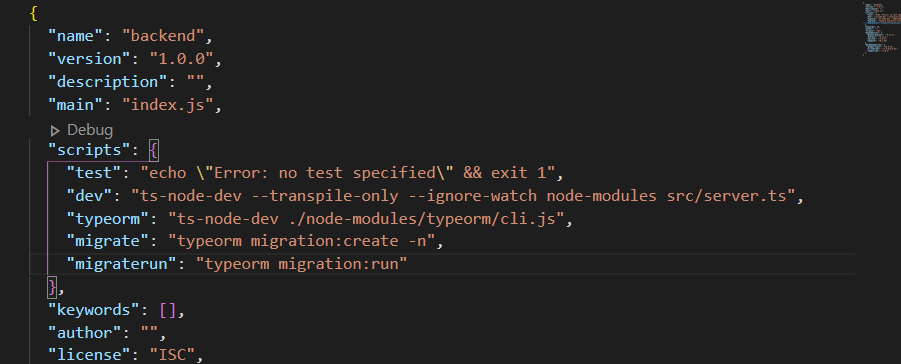 {
"name": "backend",
"version": "1.0.0",
"description": "",
"main": "index.js",
Debug
"scripts": {
"test": "echo \"Error: no test specified\" && exit 1",
"dev": "ts-node-dev --transpile-only --ignore-watch node-modules src/server.ts",
"typeorm": "ts-node-dev ./node-modules/typeorm/cli.js",
"migrate": "typeorm migration:create -n",
"migraterun": "typeorm migration:run"
},
"keywords": [],
"author": "",
"license": "ISC",